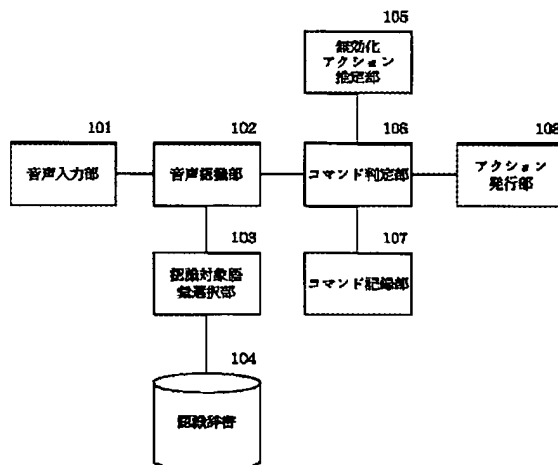 105
無効化
アクション
推定部
101
102
106
108
音声入力部
音声認識部
コマンド判定部
アクション
発行部
103
107
認識対象語
彙選択部
コマンド記録部
104
認識辞書